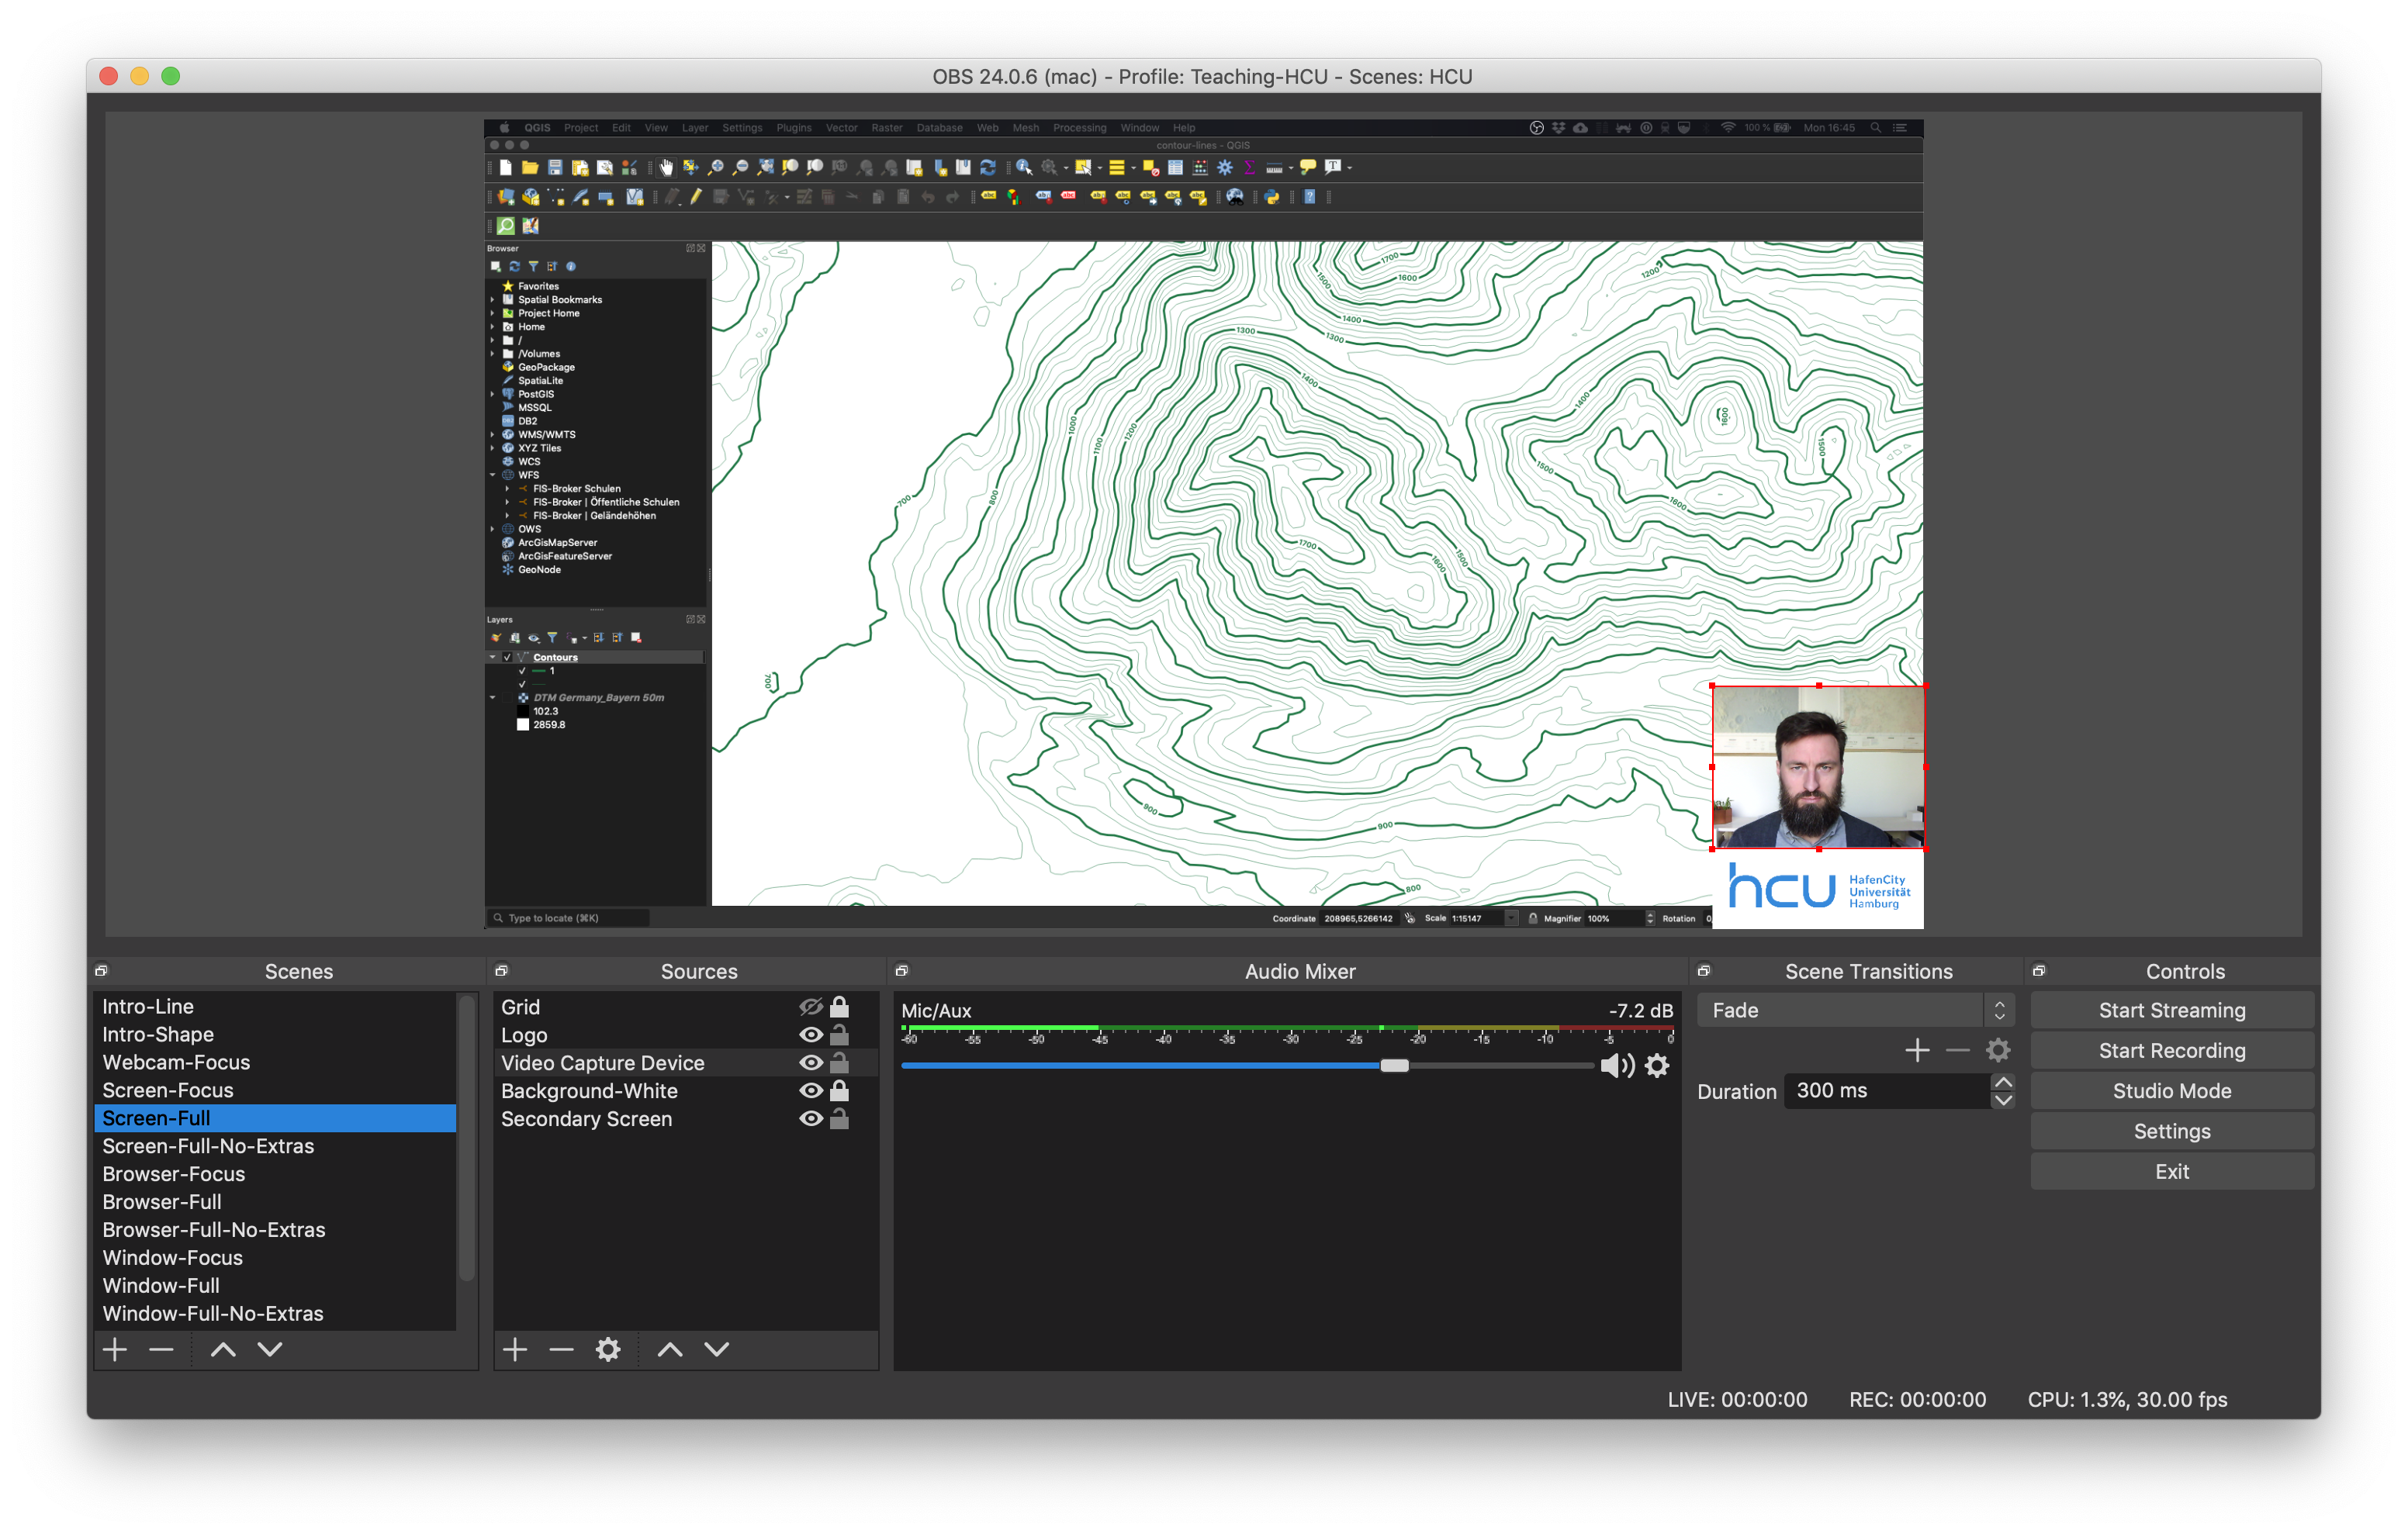 OBS 24.0.6 (mac) - Profile: Teaching-HCU - Scenes: HCU
QGIS Project Edit View Layer Settings Plugins Vector Raster Database Web Mesh Processing Window Help 100 % Mon 16:45
contour-lines - QGIS
Browser
Favorites
Spatial Bookmarks
Project Home
Home
/
/Volumes
GeoPackage
SpatiaLite
PostGIS
MSSQL
DB2
WMS/WMTS
XYZ Tiles
WCS
WFS
FIS-Broker Schulen
FIS-Broker | Öffentliche Schulen
FIS-Broker | Geländehöhen
OWS
ArcGisMapServer
ArcGisFeatureServer
GeoNode
Layers
Contours
1
DTM Germany_Bayern 50m
102.3
2859.8
1700
1600
1500
1400
1300
1200
1300
1400
1000
1100
1200
1400
1600
1500
1500
1600
800
700
1700
1600
1500
700
900
900
800
hcu HafenCity
Universität
Hamburg
Type to locate (⌘K) Coordinate 208965,5266142 Scale 1:15147 Magnifier 100% Rotation
Scenes
Intro-Line
Intro-Shape
Webcam-Focus
Screen-Focus
Screen-Full
Screen-Full-No-Extras
Browser-Focus
Browser-Full
Browser-Full-No-Extras
Window-Focus
Window-Full
Window-Full-No-Extras
Sources
Grid
Logo
Video Capture Device
Background-White
Secondary Screen
Audio Mixer
Mic/Aux -7.2 dB
-60 -55 -50 -45 -40 -35 -30 -25 -20 -15 -10 -5 0
Scene Transitions
Fade
Duration 300 ms
Controls
Start Streaming
Start Recording
Studio Mode
Settings
Exit
LIVE: 00:00:00 REC: 00:00:00 CPU: 1.3%, 30.00 fps